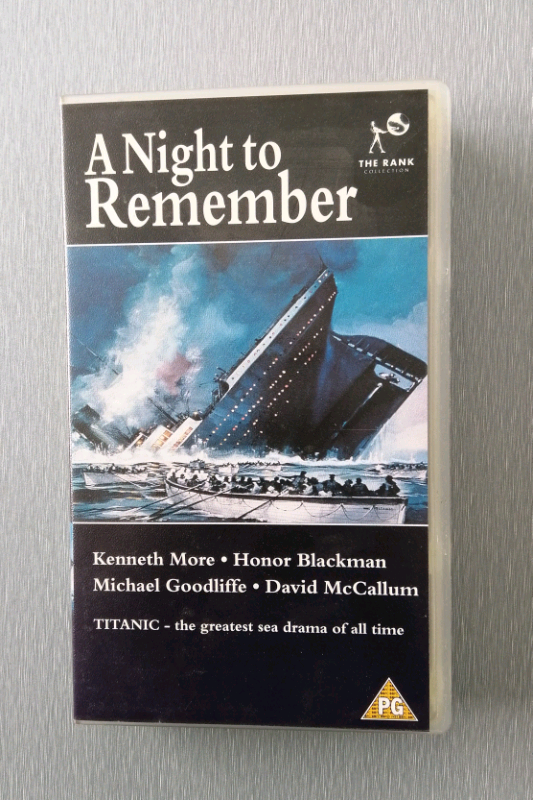 A Night to
Remember
THE RANK
COLLECTION
Kenneth More • Honor Blackman
Michael Goodliffe • David McCallum
TITANIC - the greatest sea drama of all time
PG